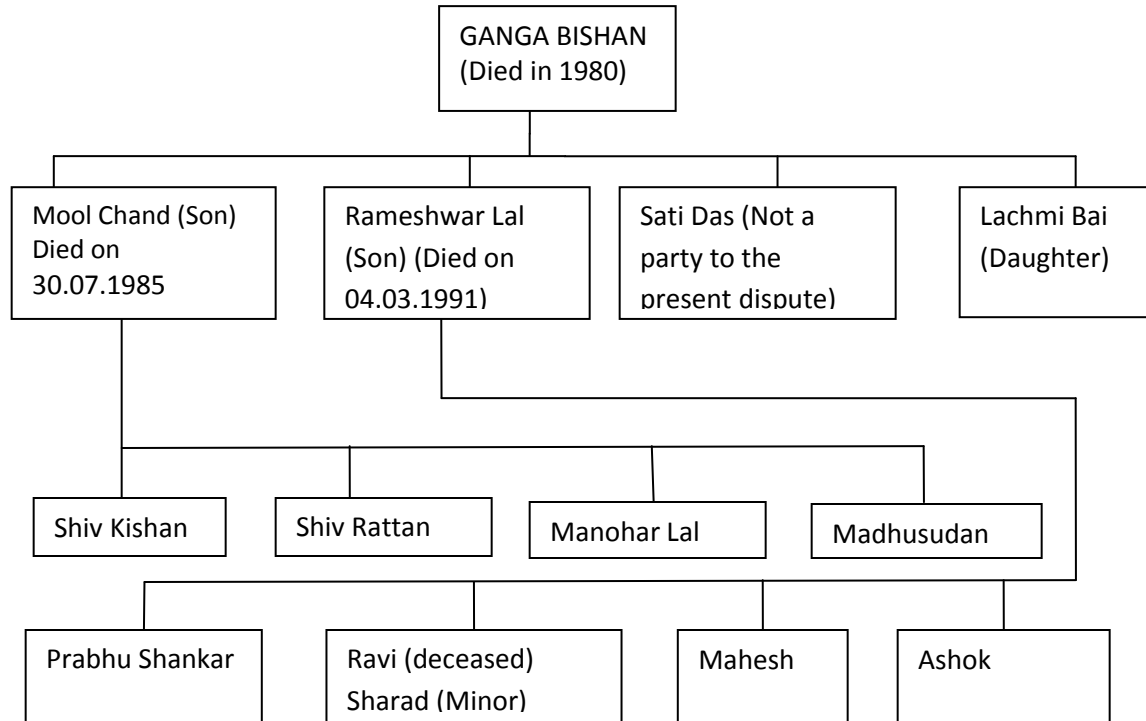 GANGA BISHAN
(Died in 1980)
Mool Chand (Son)
Died on
30.07.1985
Rameshwar Lal
(Son) (Died on
04.03.1991)
Sati Das (Not a
party to the
present dispute)
Lachmi Bai
(Daughter)
Shiv Kishan
Shiv Rattan
Manohar Lal
Madhusudan
Prabhu Shankar
Ravi (deceased)
Sharad (Minor)
Mahesh
Ashok